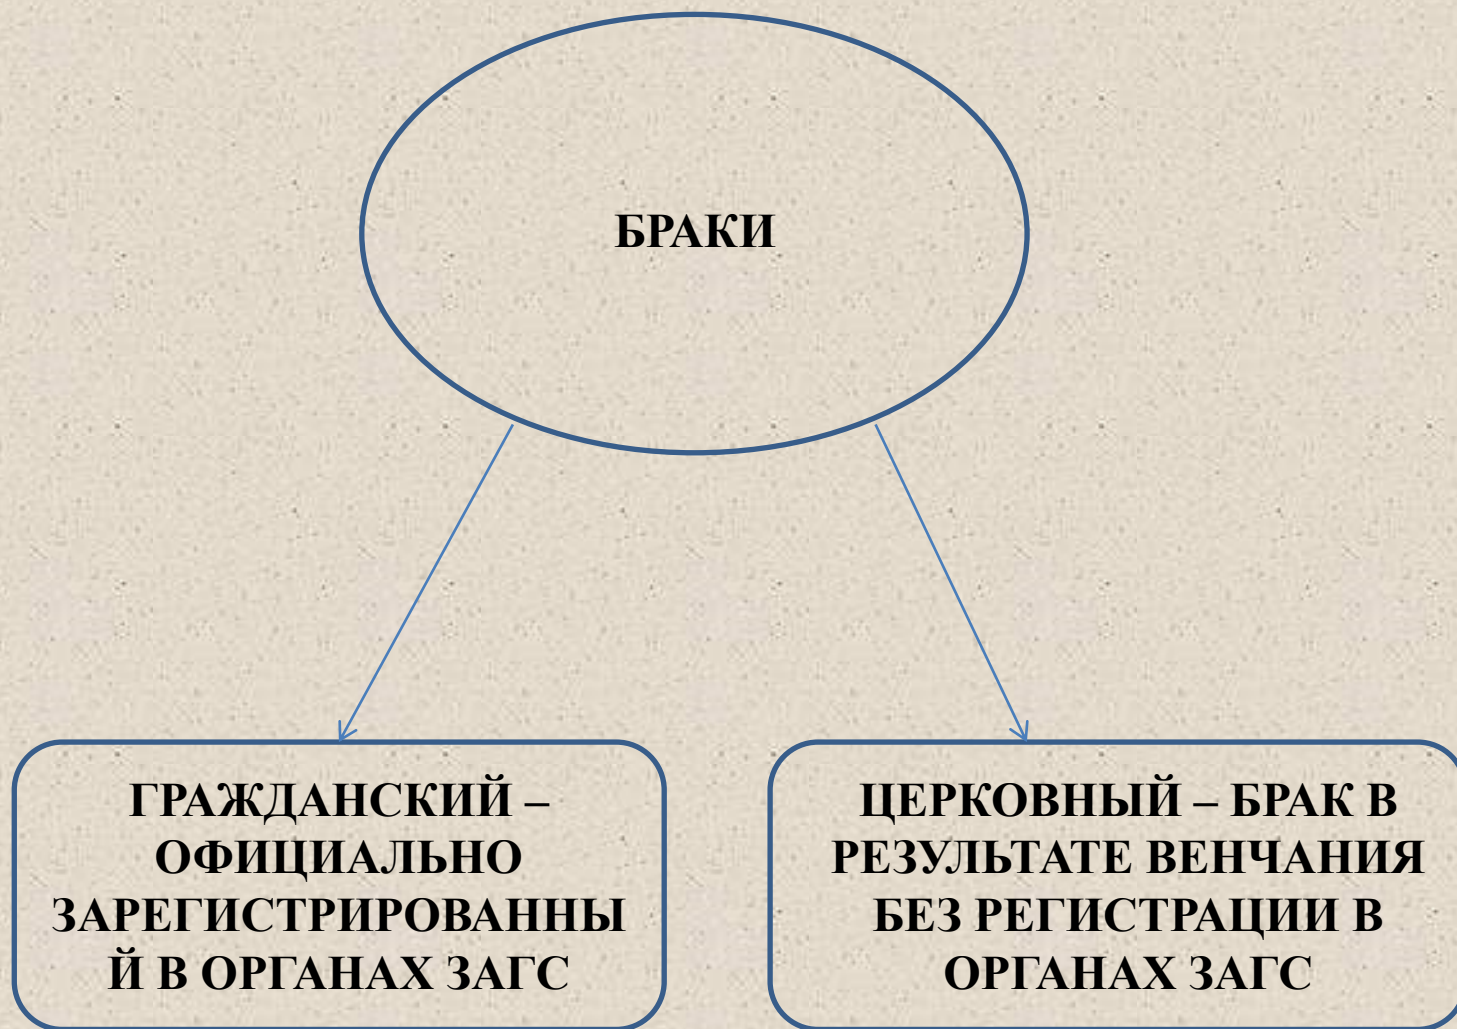 БРАКИ
ГРАЖДАНСКИЙ –
ОФИЦИАЛЬНО
ЗАРЕГИСТРИРОВАННЫ
Й В ОРГАНАХ ЗАГС
ЦЕРКОВНЫЙ – БРАК В
РЕЗУЛЬТАТЕ ВЕНЧАНИЯ
БЕЗ РЕГИСТРАЦИИ В
ОРГАНАХ ЗАГС